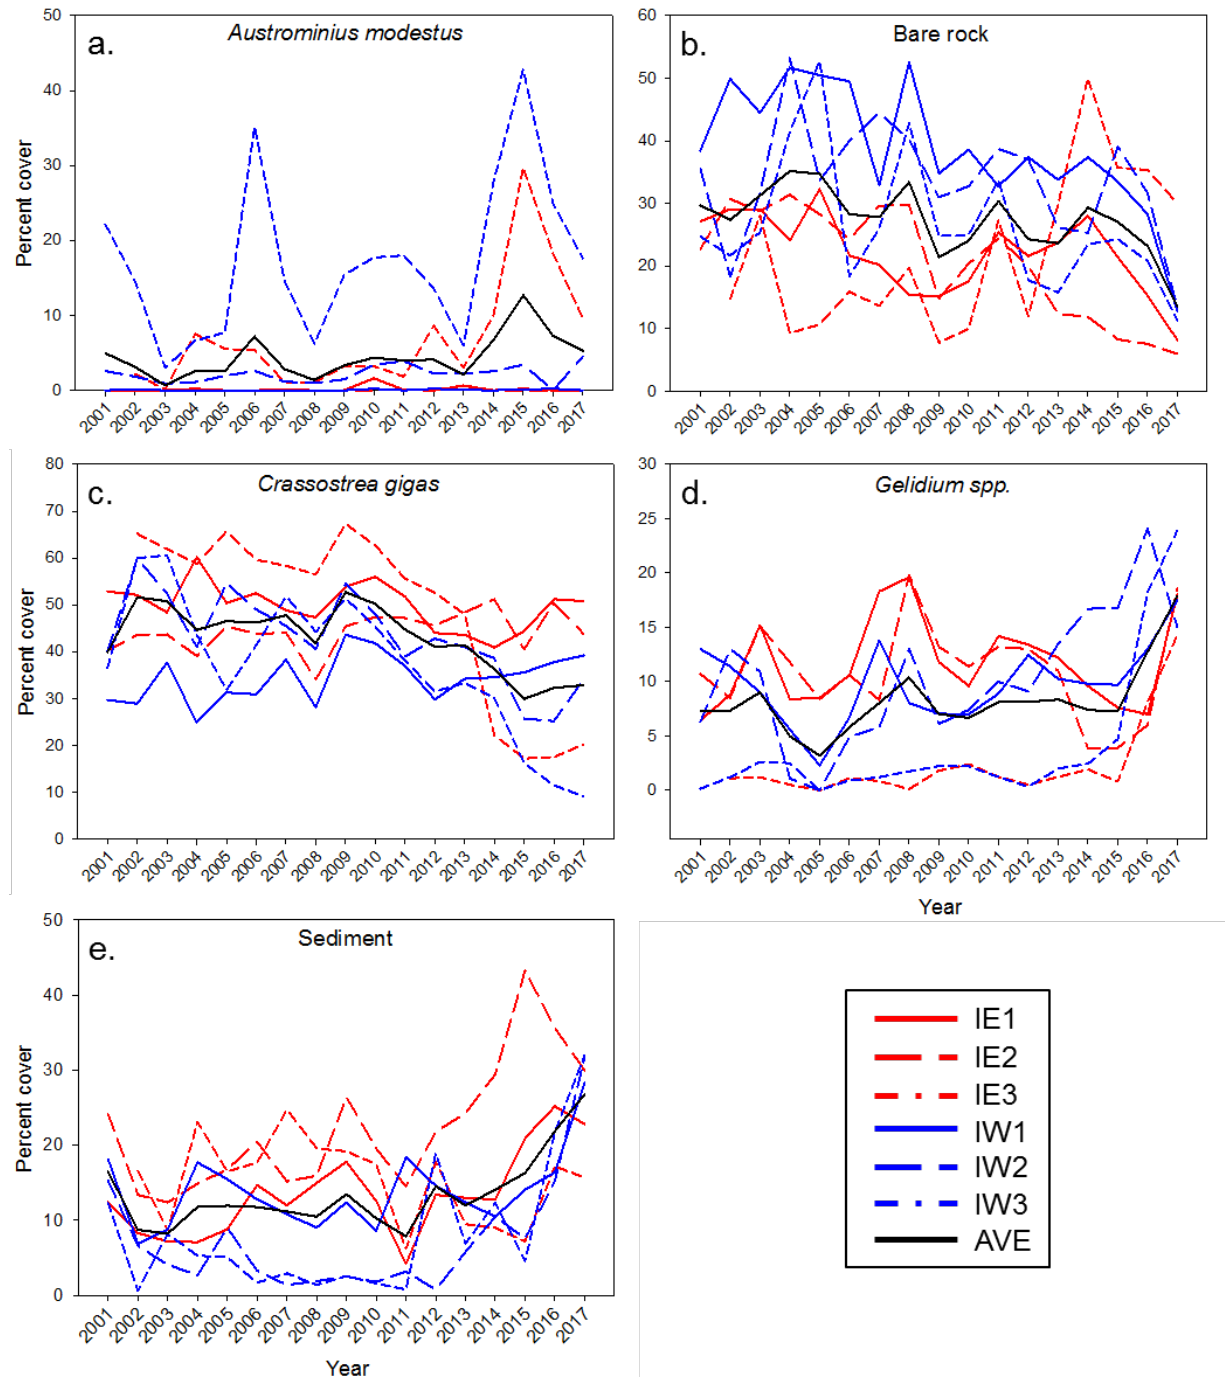 a.
Austrominius modestus
Percent cover
50
40
30
20
10
0
2001 2002 2003 2004 2005 2006 2007 2008 2009 2010 2011 2012 2013 2014 2015 2016 2017
b.
Bare rock
60
50
40
30
20
10
0
2001 2002 2003 2004 2005 2006 2007 2008 2009 2010 2011 2012 2013 2014 2015 2016 2017
c.
Crassostrea gigas
Percent cover
80
70
60
50
40
30
20
10
0
2001 2002 2003 2004 2005 2006 2007 2008 2009 2010 2011 2012 2013 2014 2015 2016 2017
d.
Gelidium spp.
30
25
20
15
10
5
0
2001 2002 2003 2004 2005 2006 2007 2008 2009 2010 2011 2012 2013 2014 2015 2016 2017
Year
e.
Sediment
Percent cover
50
40
30
20
10
0
2001 2002 2003 2004 2005 2006 2007 2008 2009 2010 2011 2012 2013 2014 2015 2016 2017
Year
IE1
IE2
IE3
IW1
IW2
IW3
AVE